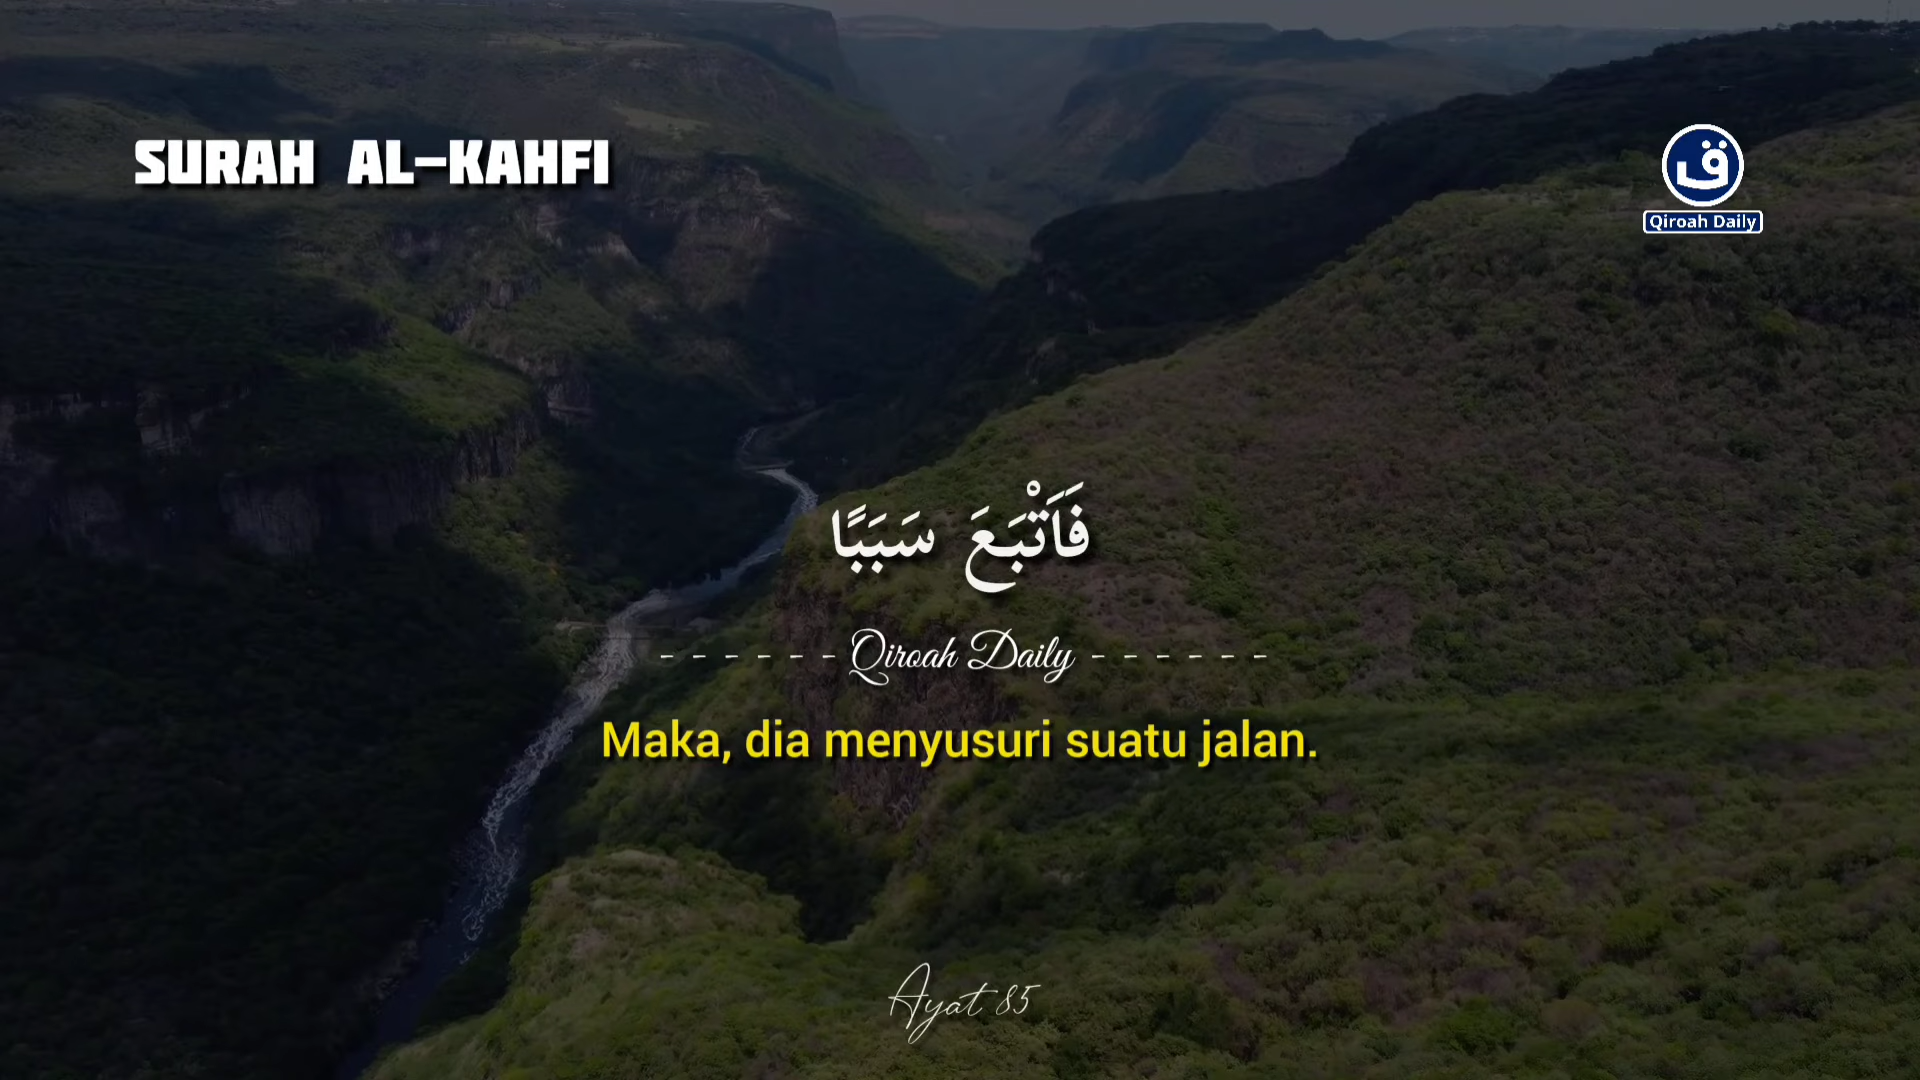 SURAH AL-KAHFI
ق
Qiroah Daily
فَاَتْبَعَ سَبَبًا
------Qiroah Daily------
Maka, dia menyusuri suatu jalan.
Ayat 85